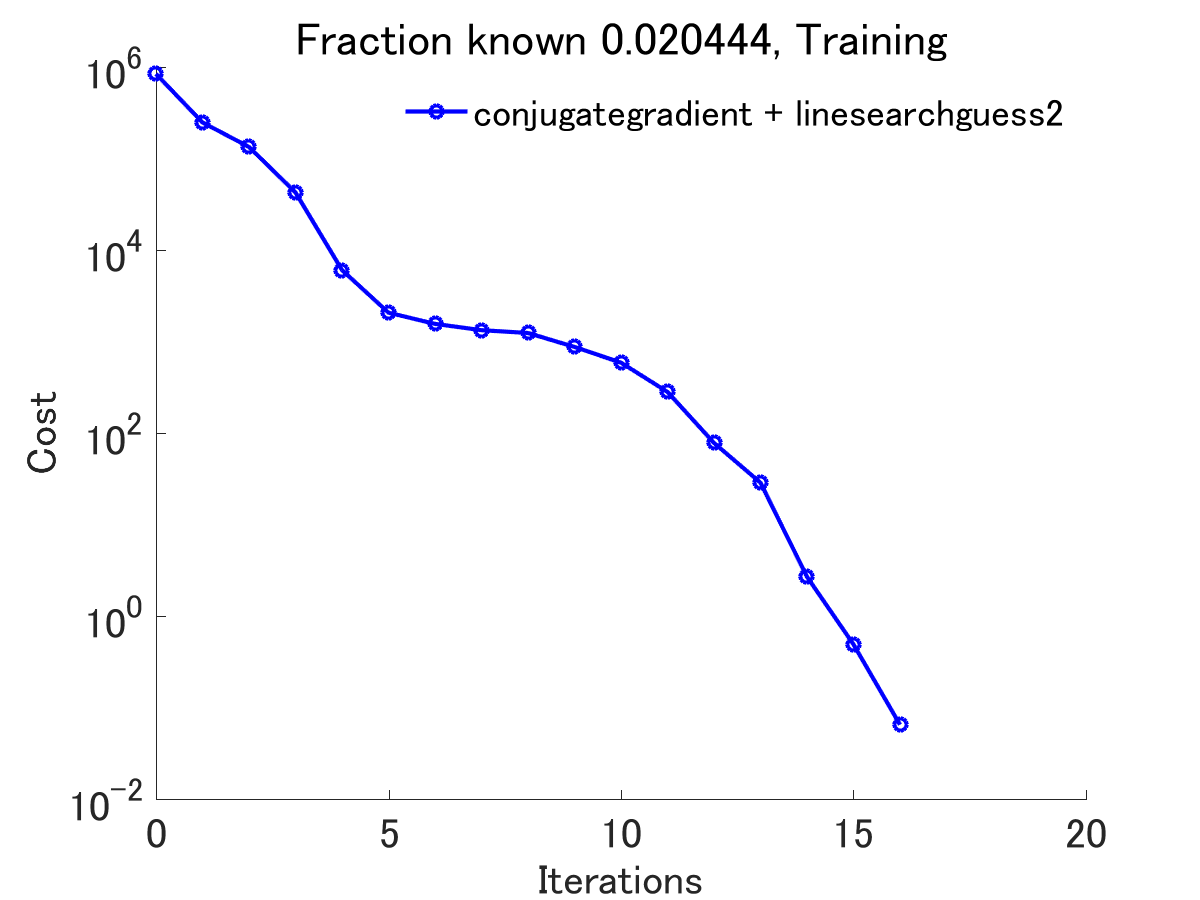 Fraction known 0.020444, Training
conjugategradient + linesearchguess2
10^6
10^4
10^2
10^0
10^-2
Cost
0 5 10 15 20
Iterations